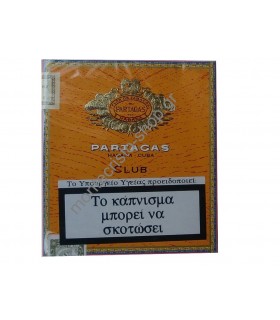 PARTAGAS
HABANA CUBA
CLUB
Το Υπουργείο Υγείας προειδοποιεί:
Το κάπνισμα
μπορεί να
σκοτώσει